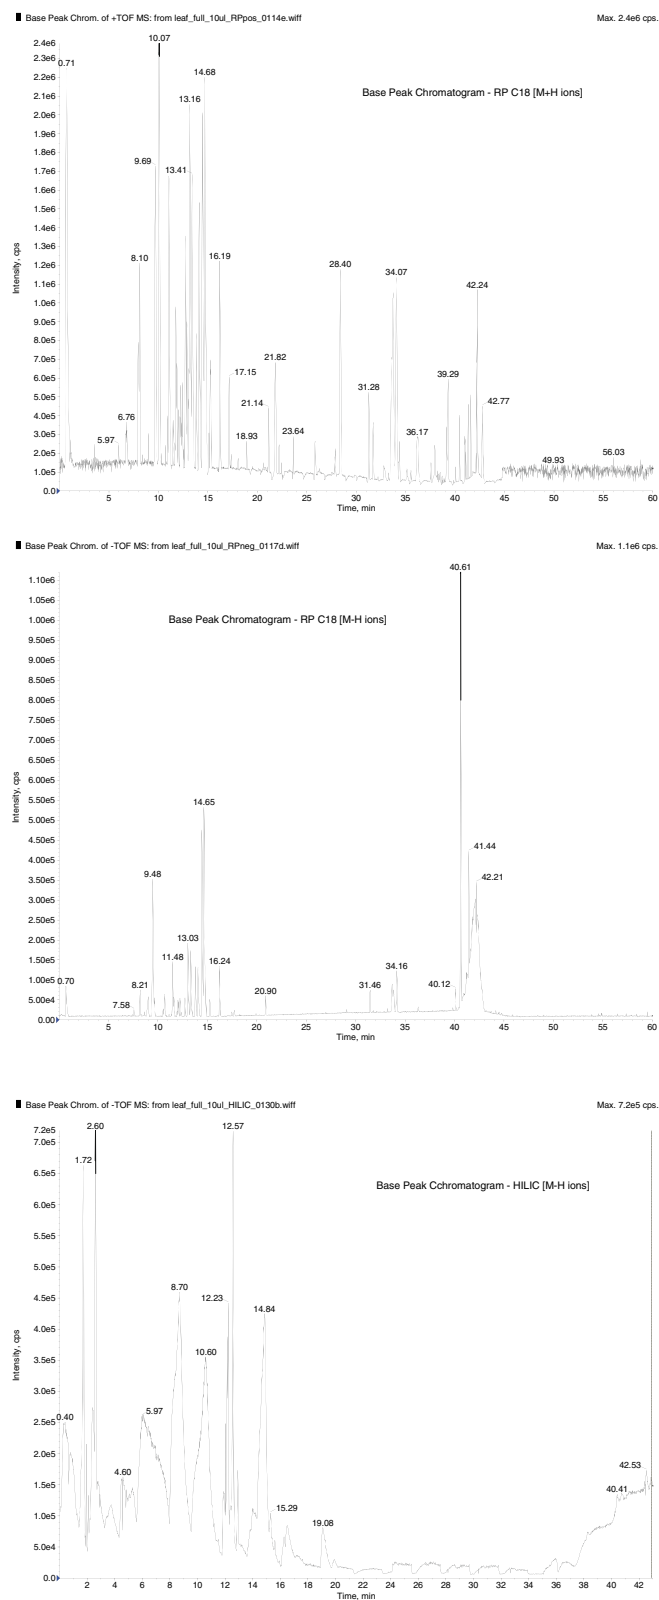 Base Peak Chrom. of +TOF MS: from leaf_full_10ul_RPpos_0114e.wiff Max. 2.4e6 cps.
10.07
2.4e6
2.3e6
0.71
2.2e6
14.68
2.1e6
13.16
Base Peak Chromatogram - RP C18 [M+H ions]
2.0e6
1.9e6
1.8e6
9.69
1.7e6
13.41
1.6e6
1.5e6
1.4e6
1.3e6
1.2e6
8.10
16.19
28.40
34.07
1.1e6
42.24
1.0e6
9.0e5
8.0e5
7.0e5
21.82
6.0e5
17.15
39.29
5.0e5
31.28
4.0e5
21.14
42.77
6.76
3.0e5
5.97
18.93
23.64
36.17
2.0e5
49.93
56.03
1.0e5
0.0
Intensity, cps
5 10 15 20 25 30 35 40 45 50 55 60
Time, min
Base Peak Chrom. of -TOF MS: from leaf_full_10ul_RPneg_0117d.wiff Max. 1.1e6 cps.
40.61
1.10e6
1.05e6
1.00e6
Base Peak Chromatogram - RP C18 [M-H ions]
9.50e5
9.00e5
8.50e5
8.00e5
7.50e5
7.00e5
6.50e5
6.00e5
5.50e5
14.65
5.00e5
4.50e5
4.00e5
41.44
3.50e5
9.48
42.21
3.00e5
2.50e5
2.00e5
13.03
1.50e5
11.48
16.24
34.16
1.00e5
0.70
8.21
31.46
40.12
5.00e4
7.58
20.90
0.00
Intensity, cps
5 10 15 20 25 30 35 40 45 50 55 60
Time, min
Base Peak Chrom. of -TOF MS: from leaf_full_10ul_HILIC_0130b.wiff Max. 7.2e5 cps.
7.2e5
2.60
12.57
7.0e5
1.72
6.5e5
Base Peak Cchromatogram - HILIC [M-H ions]
6.0e5
5.5e5
5.0e5
4.5e5
8.70
12.23
14.84
4.0e5
3.5e5
10.60
3.0e5
2.5e5
0.40
5.97
2.0e5
4.60
42.53
1.5e5
15.29
40.41
1.0e5
19.08
5.0e4
0.0
Intensity, cps
2 4 6 8 10 12 14 16 18 20 22 24 26 28 30 32 34 36 38 40 42
Time, min